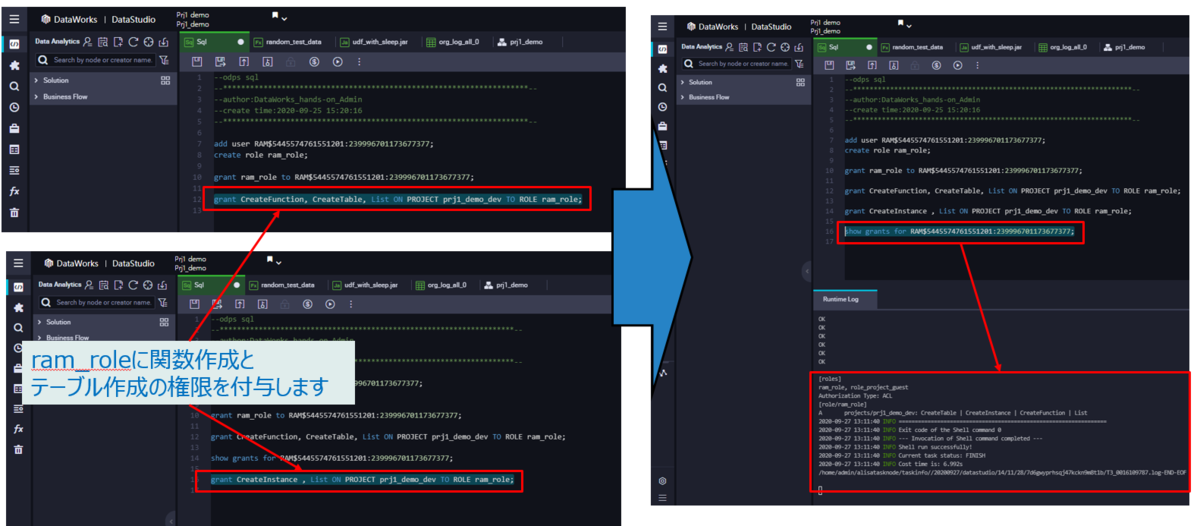 DataWorks | DataStudio
Prj1 demo
Prj1_demo
Data Analytics
Sq Sql
Fx random_test_data
Ja udf_with_sleep.jar
org_log_all_0
prj1_demo
Search by node or creator name.
Solution
Business Flow
1 --odps sql
2 --********************************************************************--
3 --author:DataWorks_hands-on_Admin
4 --create time:2020-09-25 15:20:16
5 --********************************************************************--
6
7 add user RAM$5445574761551201:239996701173677377;
8 create role ram_role;
9
10 grant ram_role to RAM$5445574761551201:239996701173677377;
11
12 grant CreateFunction, CreateTable, List ON PROJECT prj1_demo_dev TO ROLE ram_role;
13
DataWorks | DataStudio
Prj1 demo
Prj1_demo
Data Analytics
Sq Sql
Fx random_test_data
Ja udf_with_sleep.jar
org_log_all_0
prj1_demo
Search by node or creator name.
Solution
Business Flow
1 --odps sql
--********************************************************************--
--author:DataWorks_hands-on_Admin
ram_roleに関数作成と
テーブル作成の権限を付与します
96701173677377;
10 grant ram_role to RAM$5445574761551201:239996701173677377;
11
12 grant CreateFunction, CreateTable, List ON PROJECT prj1_demo_dev TO ROLE ram_role;
13
14 show grants for RAM$5445574761551201:239996701173677377;
grant CreateInstance , List ON PROJECT prj1_demo_dev TO ROLE ram_role;
DataWorks | DataStudio
Prj1 demo
Prj1_demo
Data Analytics
Sq Sql
Fx random_test_data
Ja udf_with_sleep.jar
org_log_all_0
prj1_demo
Search by node or creator name.
Solution
Business Flow
1 --odps sql
2 --********************************************************************--
3 --author:DataWorks_hands-on_Admin
4 --create time:2020-09-25 15:20:16
5 --********************************************************************--
6
7 add user RAM$5445574761551201:239996701173677377;
8 create role ram_role;
9
10 grant ram_role to RAM$5445574761551201:239996701173677377;
11
12 grant CreateFunction, CreateTable, List ON PROJECT prj1_demo_dev TO ROLE ram_role;
13
14 grant CreateInstance , List ON PROJECT prj1_demo_dev TO ROLE ram_role;
15
16 show grants for RAM$5445574761551201:239996701173677377;
17
Runtime Log
OK
OK
OK
OK
OK
OK
[roles]
ram_role, role_project_guest
Authorization Type: ACL
[role/ram_role]
A projects/prj1_demo_dev: CreateTable | CreateInstance | CreateFunction | List
2020-09-27 13:11:40 INFO =================================================================
2020-09-27 13:11:40 INFO Exit code of the Shell command 0
2020-09-27 13:11:40 INFO --- Invocation of Shell command completed ---
2020-09-27 13:11:40 INFO Shell run successfully!
2020-09-27 13:11:40 INFO Current task status: FINISH
2020-09-27 13:11:40 INFO Cost time is: 6.992s